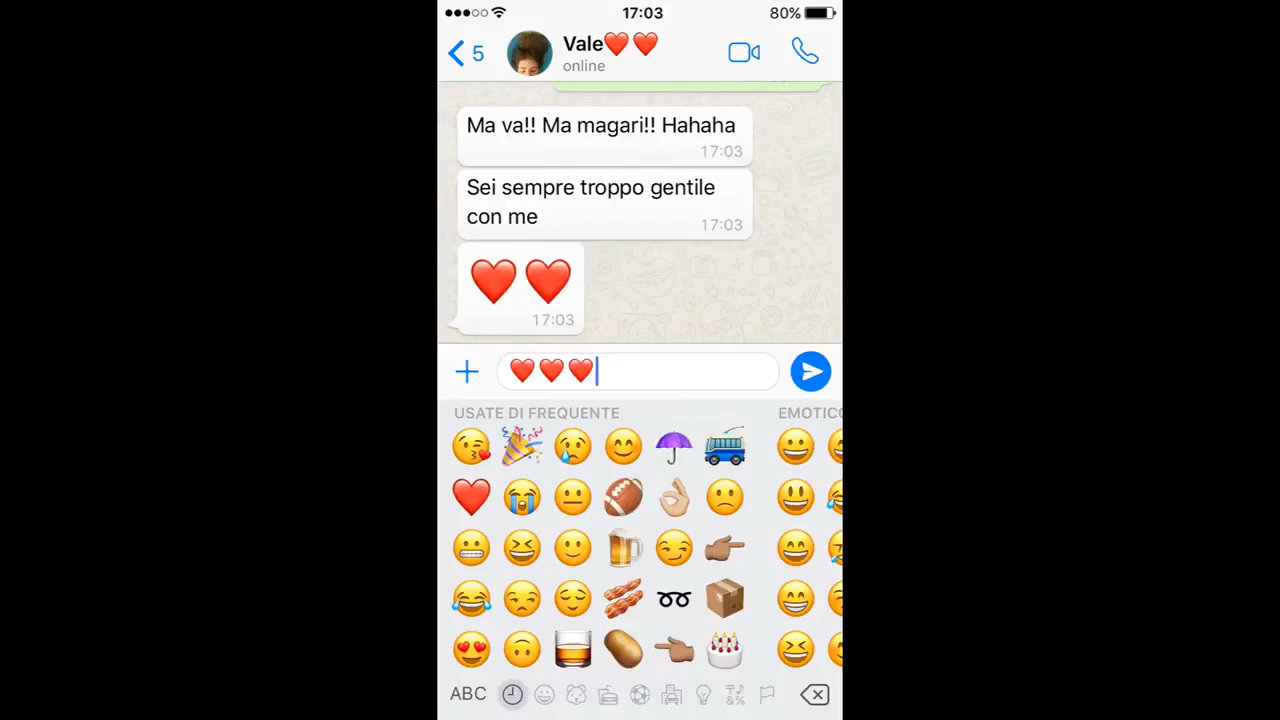 17:03
80%
5
Vale❤️❤️
online
Ma va!! Ma magari!! Hahaha
17:03
Sei sempre troppo gentile
con me
17:03
❤️❤️
17:03
❤️❤️❤️
USATE DI FREQUENTE
EMOTICO
ABC